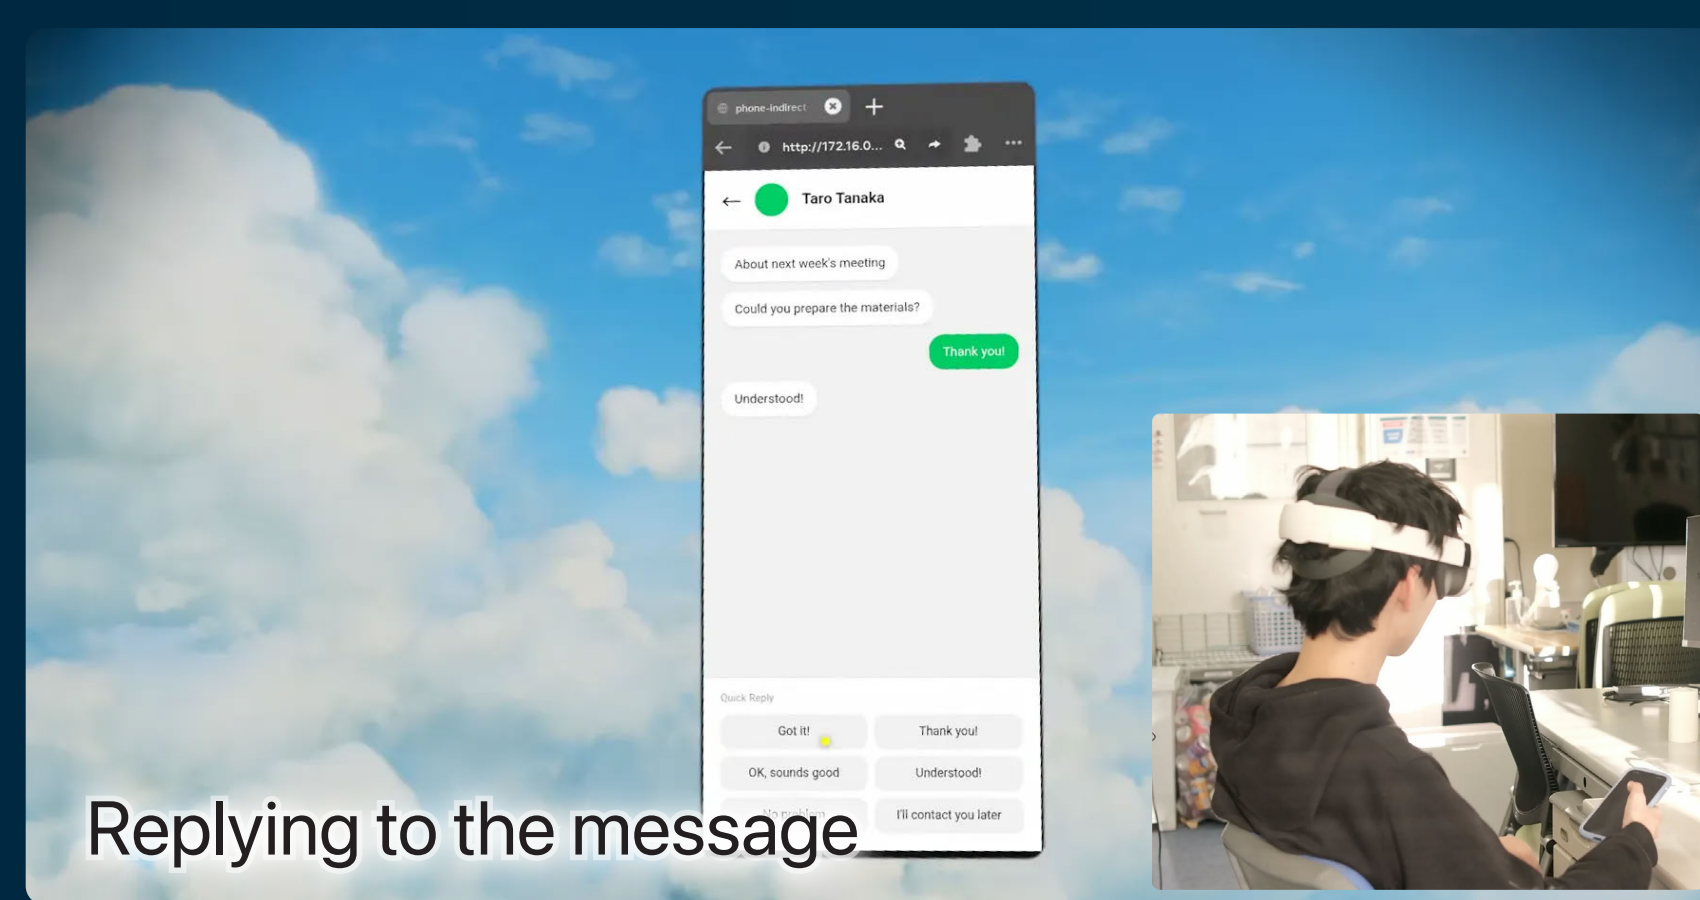 phone-indirect
http://172.16.0...
Taro Tanaka
About next week's meeting
Could you prepare the materials?
Thank you!
Understood!
Quick Reply
Got it! Thank you!
OK, sounds good Understood!
No problem I'll contact you later
Replying to the message